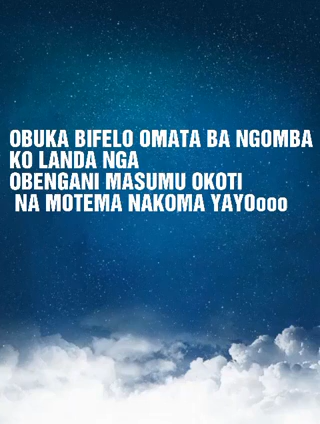 OBUKA BIFELO OMATA BA NGOMBA
KO LANDA NGA
OBENGANI MASUMU OKOTI
NA MOTEMA NAKOMA YAYOooo